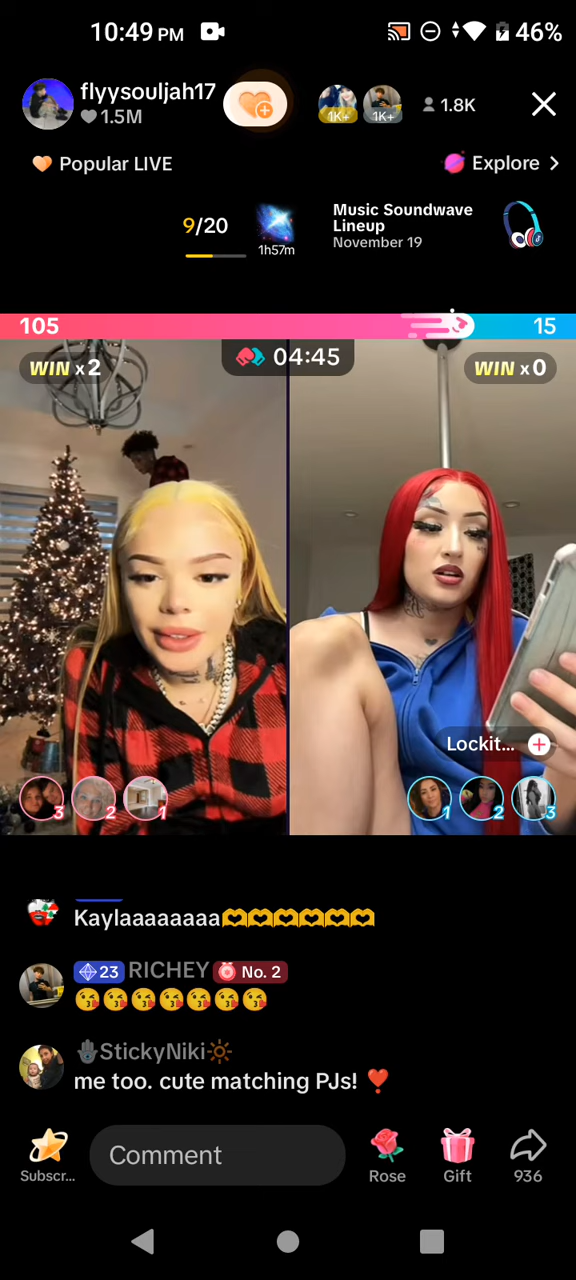 10:49 PM
46%
flyysouljah17
1.5M
1K+
1K+
1.8K
Popular LIVE
Explore
9/20
1h57m
Music Soundwave
Lineup
November 19
105
15
WIN x2
04:45
WIN x0
Lockit...
3
2
1
1
2
3
Kaylaaaaaaaa🫶🫶🫶🫶🫶🫶
23 RICHEY No. 2
😘😘😘😘😘😘😘
🪬StickyNiki🔆
me too. cute matching PJs! ❣️
Comment
Subscr...
Rose
Gift
936